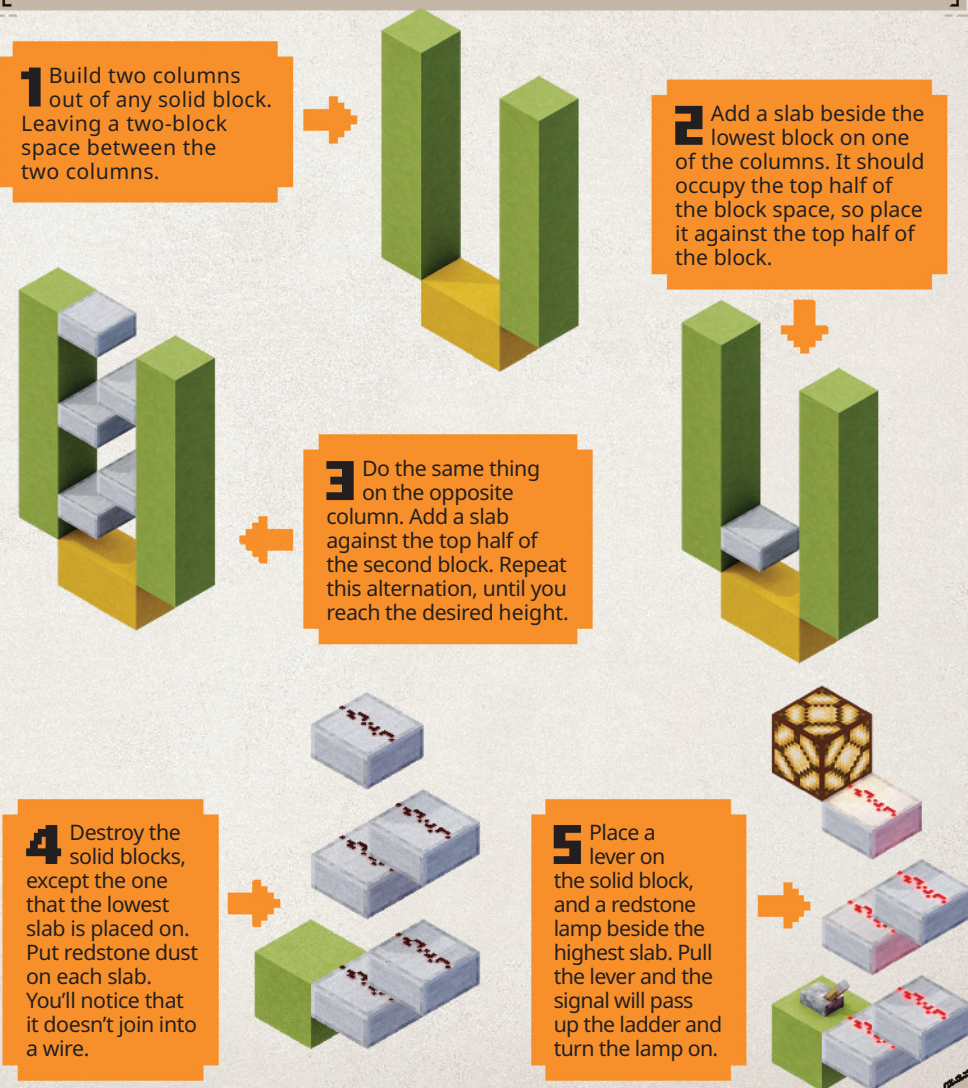 1 Build two columns
out of any solid block.
Leaving a two-block
space between the
two columns.
2 Add a slab beside the
lowest block on one
of the columns. It should
occupy the top half of
the block space, so place
it against the top half of
the block.
3 Do the same thing
on the opposite
column. Add a slab
against the top half of
the second block. Repeat
this alternation, until you
reach the desired height.
4 Destroy the
solid blocks,
except the one
that the lowest
slab is placed on.
Put redstone dust
on each slab.
You'll notice that
it doesn't join into
a wire.
5 Place a
lever on
the solid block,
and a redstone
lamp beside the
highest slab. Pull
the lever and the
signal will pass
up the ladder and
turn the lamp on.